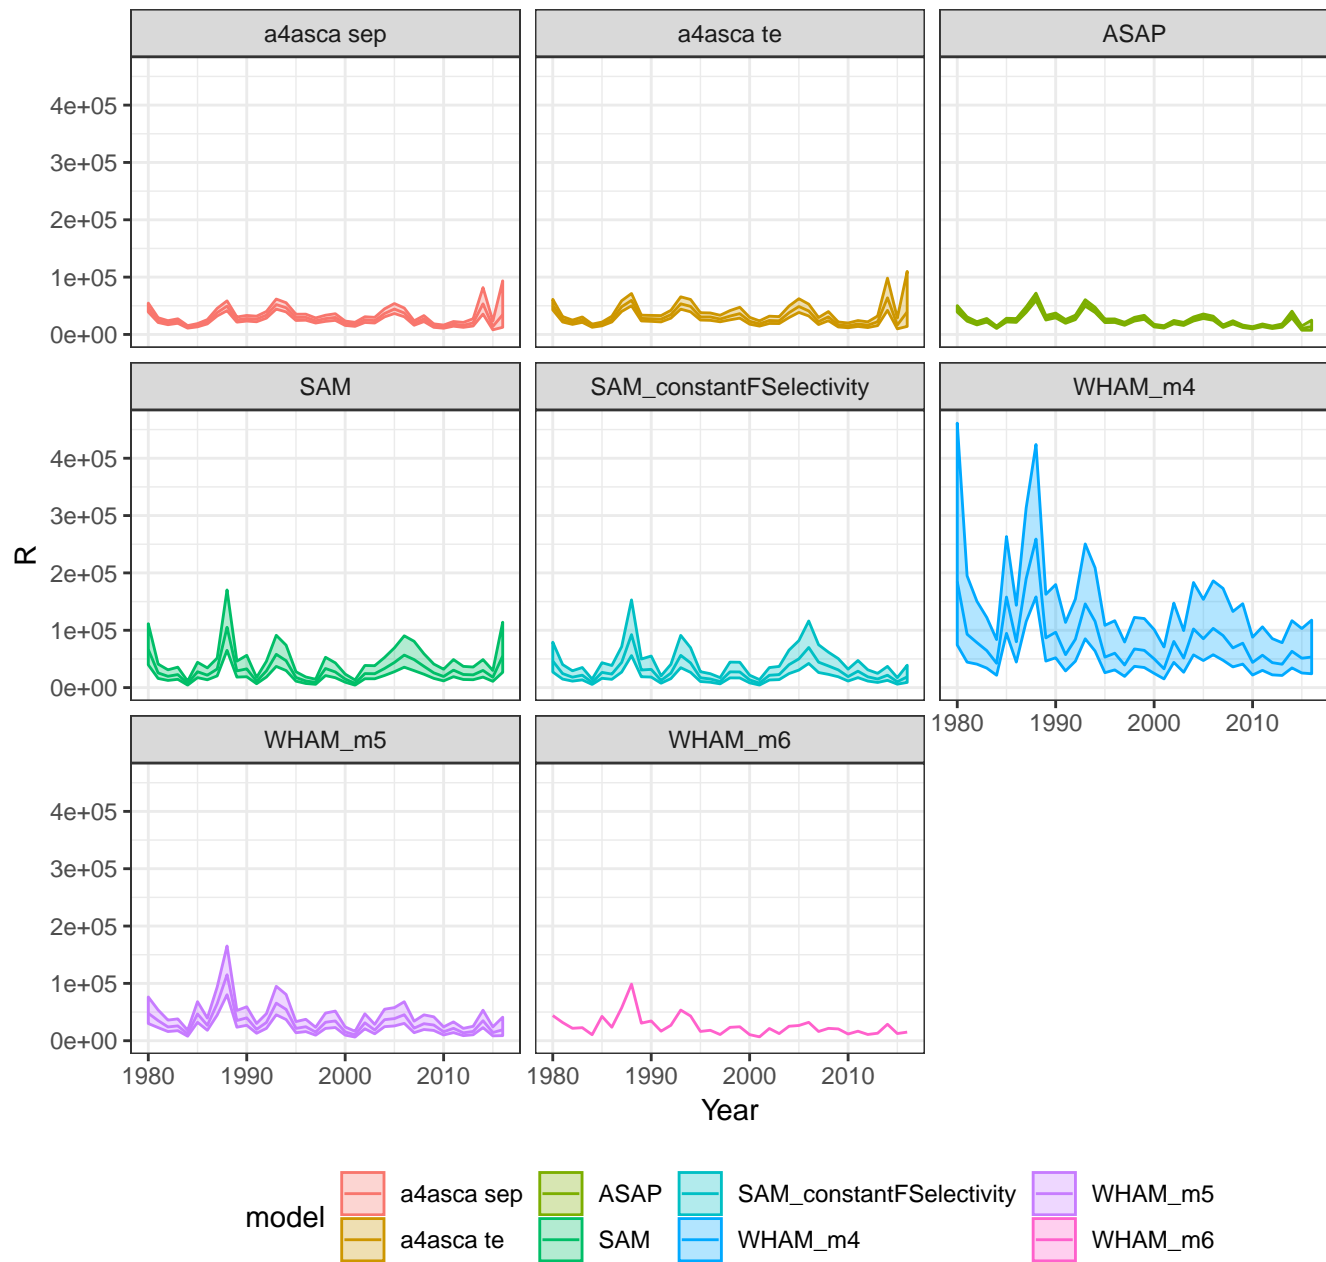 a4asca sep a4asca te ASAP
4e+05
3e+05
2e+05
1e+05
0e+00
SAM SAM_constantFSelectivity WHAM_m4
4e+05
3e+05
2e+05
1e+05
0e+00
1980 1990 2000 2010
R
WHAM_m5 WHAM_m6
4e+05
3e+05
2e+05
1e+05
0e+00
1980 1990 2000 2010 1980 1990 2000 2010
Year
model
a4asca sep ASAP SAM_constantFSelectivity WHAM_m5
a4asca te SAM WHAM_m4 WHAM_m6